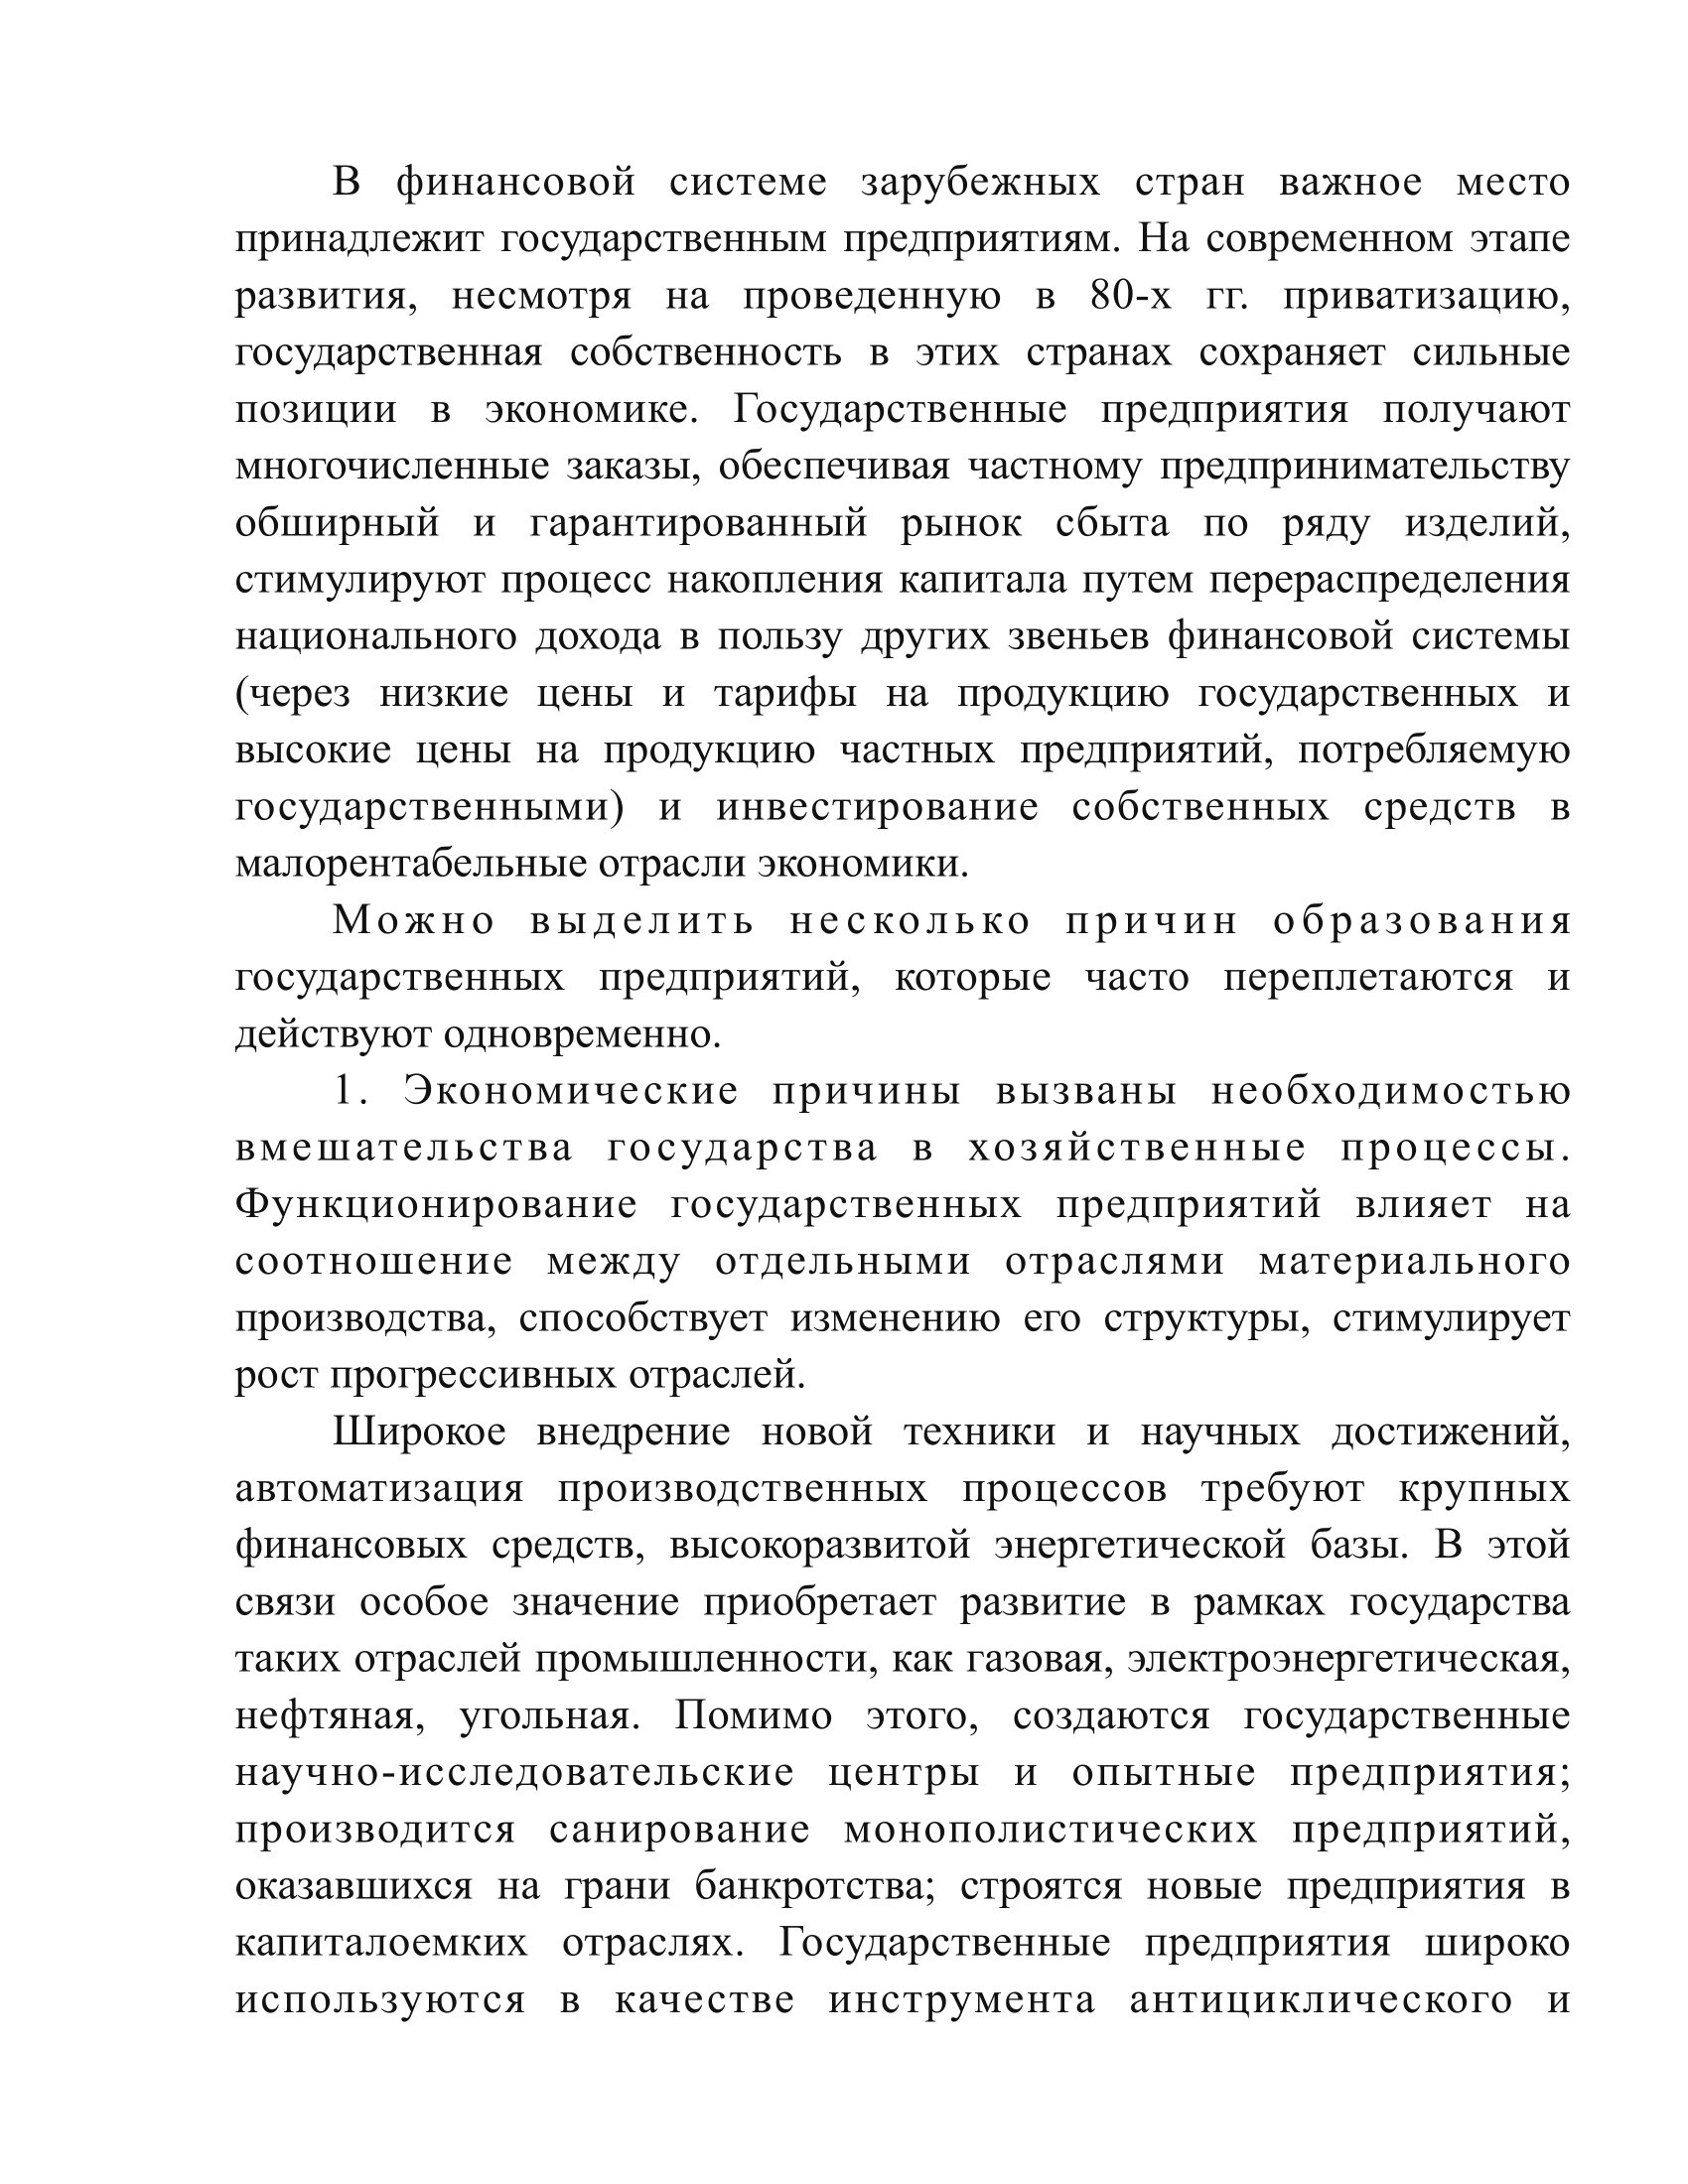 В финансовой системе зарубежных стран важное место
принадлежит государственным предприятиям. На современном этапе
развития, несмотря на проведенную в 80-х гг. приватизацию,
государственная собственность в этих странах сохраняет сильные
позиции в экономике. Государственные предприятия получают
многочисленные заказы, обеспечивая частному предпринимательству
обширный и гарантированный рынок сбыта по ряду изделий,
стимулируют процесс накопления капитала путем перераспределения
национального дохода в пользу других звеньев финансовой системы
(через низкие цены и тарифы на продукцию государственных и
высокие цены на продукцию частных предприятий, потребляемую
государственными) и инвестирование собственных средств в
малорентабельные отрасли экономики.
Можно выделить несколько причин образования
государственных предприятий, которые часто переплетаются и
действуют одновременно.
1. Экономические причины вызваны необходимостью
вмешательства государства в хозяйственные процессы.
Функционирование государственных предприятий влияет на
соотношение между отдельными отраслями материального
производства, способствует изменению его структуры, стимулирует
рост прогрессивных отраслей.
Широкое внедрение новой техники и научных достижений,
автоматизация производственных процессов требуют крупных
финансовых средств, высокоразвитой энергетической базы. В этой
связи особое значение приобретает развитие в рамках государства
таких отраслей промышленности, как газовая, электроэнергетическая,
нефтяная, угольная. Помимо этого, создаются государственные
научно-исследовательские центры и опытные предприятия;
производится санирование монополистических предприятий,
оказавшихся на грани банкротства; строятся новые предприятия в
капиталоемких отраслях. Государственные предприятия широко
используются в качестве инструмента антициклического и